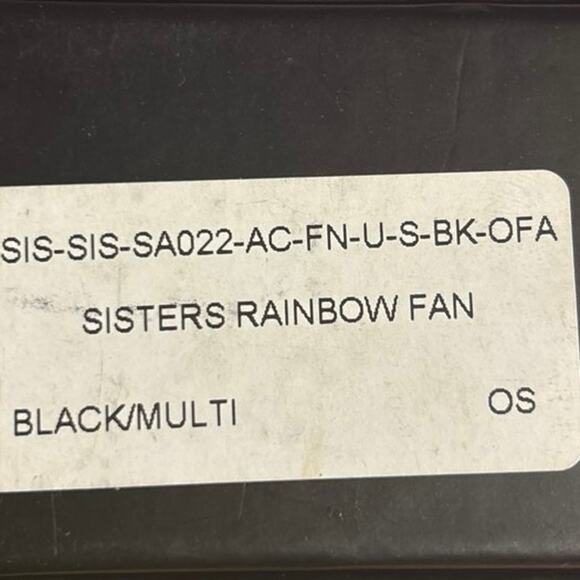 SIS-SIS-SA022-AC-FN-U-S-BK-OFA
SISTERS RAINBOW FAN
BLACK/MULTI OS